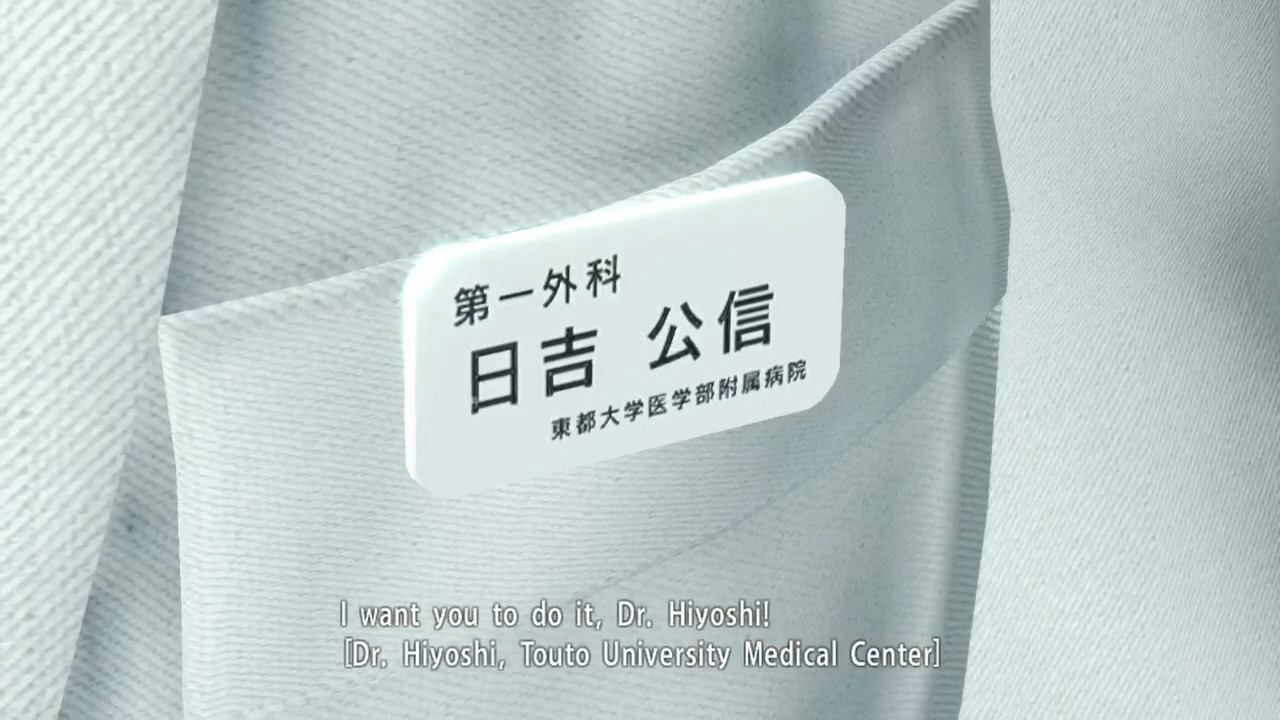 第一外科
日吉 公信
東都大学医学部附属病院
I want you to do it, Dr. Hiyoshi!
[Dr. Hiyoshi, Touto University Medical Center]